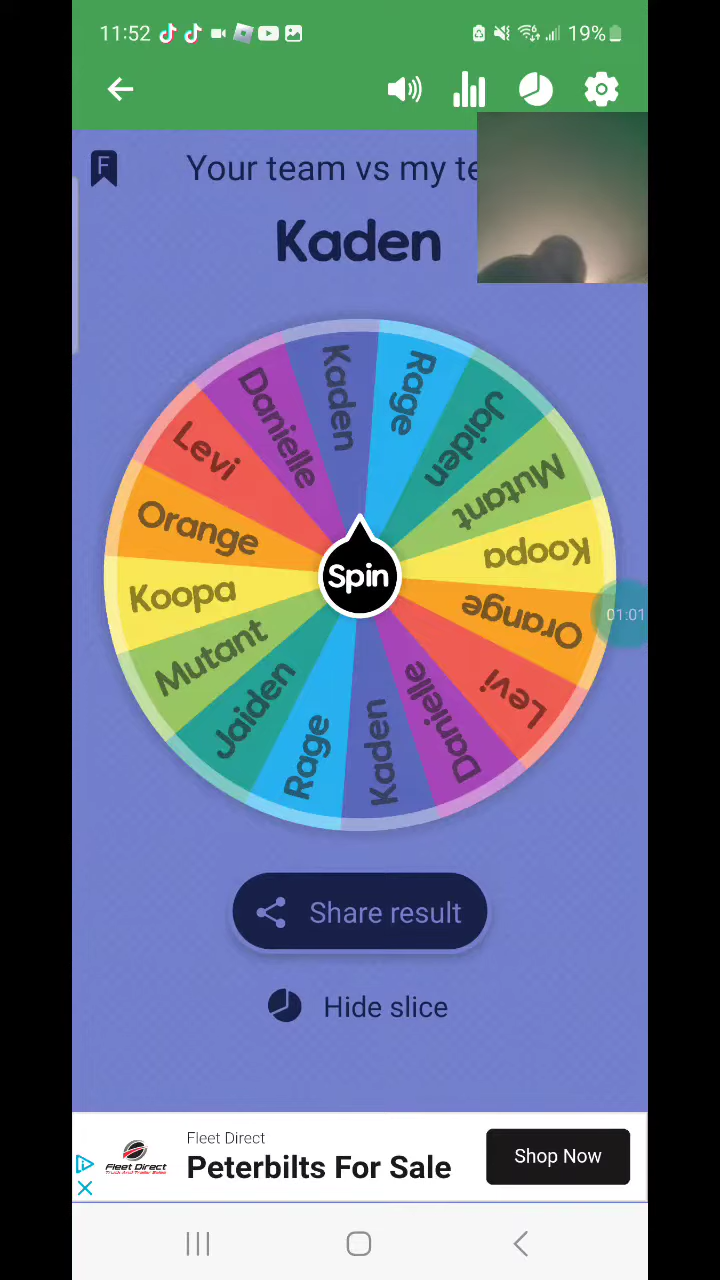 11:52
19%
F
Your team vs my te
Kaden
Kaden
Rage
Jaiden
Mutant
Koopa
Orange
Levi
Danielle
Kaden
Rage
Jaiden
Mutant
Koopa
Orange
Levi
Danielle
Spin
01:01
Share result
Hide slice
Fleet Direct
Peterbilts For Sale
Shop Now
FLEET DIRECT